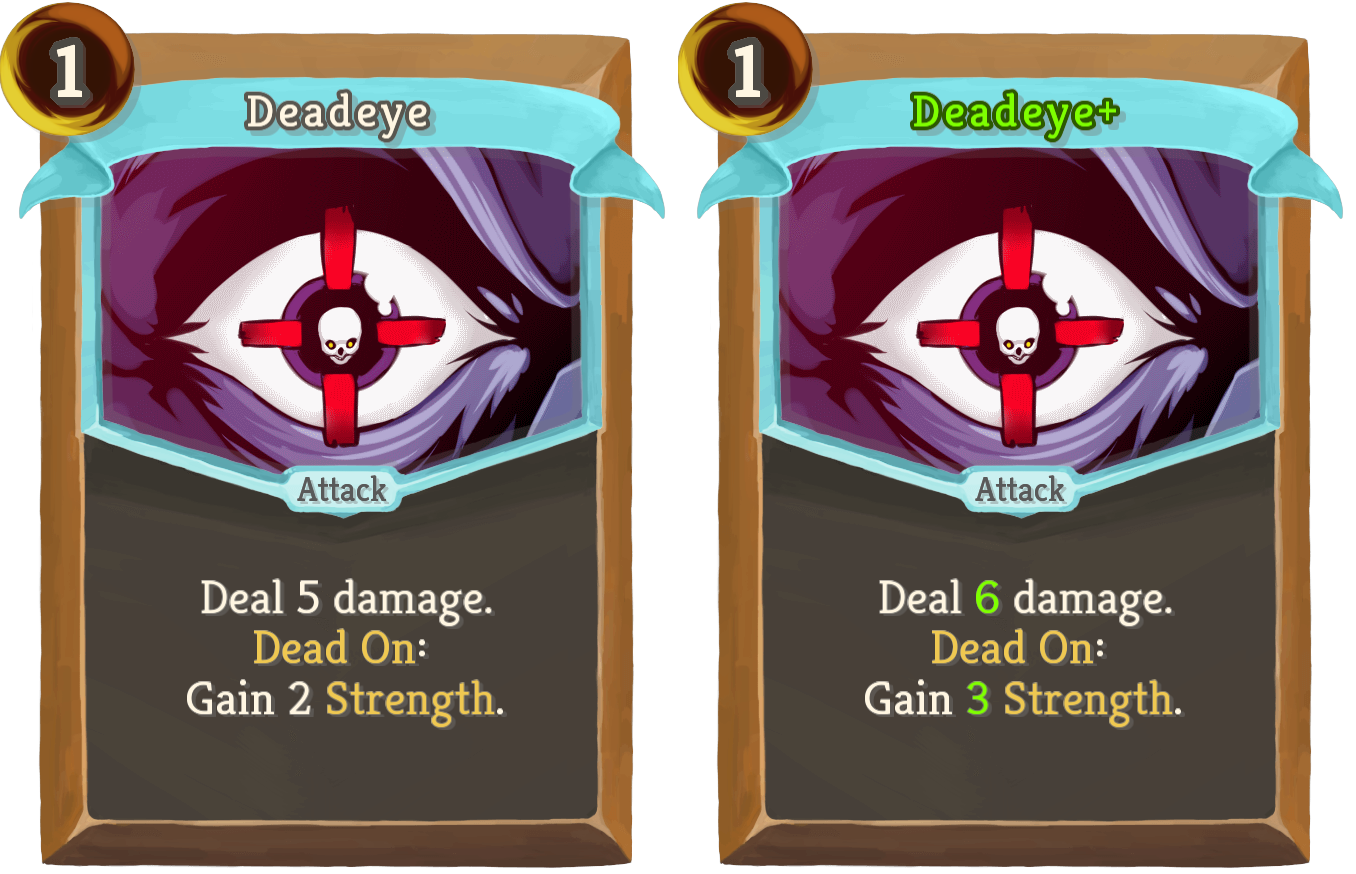 1
Deadeye
Attack
Deal 5 damage.
Dead On:
Gain 2 Strength.
1
Deadeye+
Attack
Deal 6 damage.
Dead On:
Gain 3 Strength.